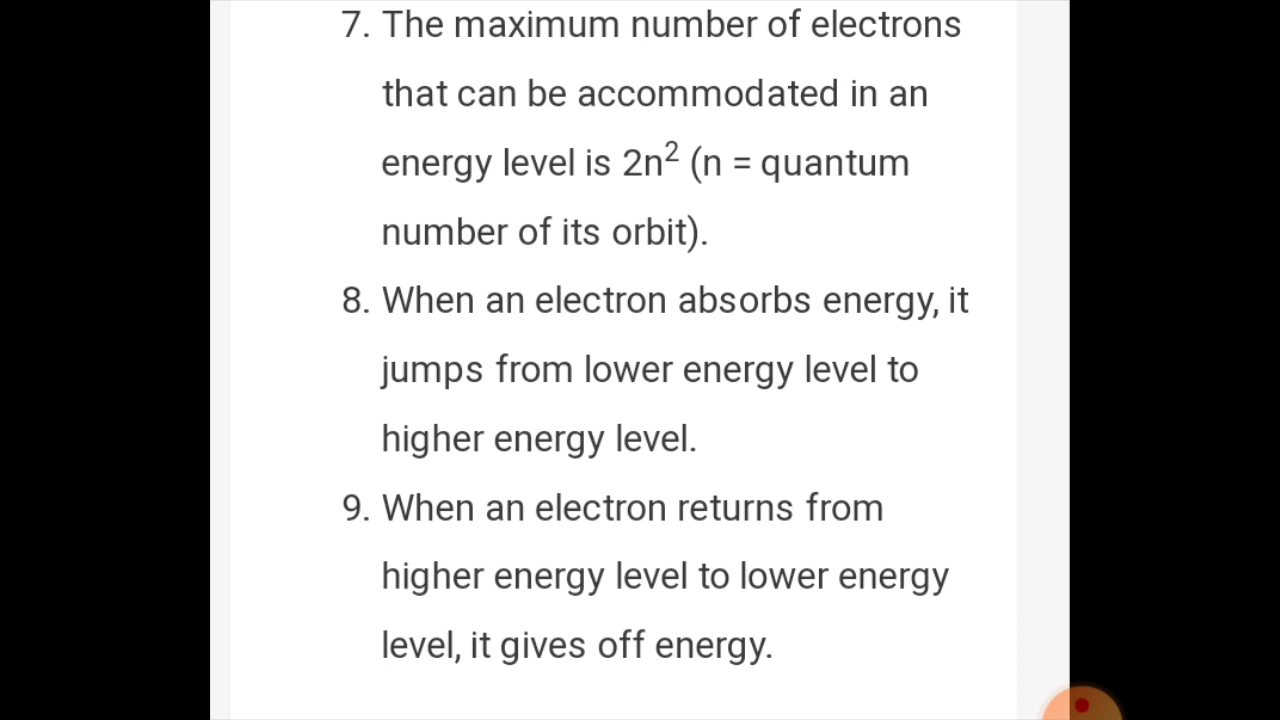 7. The maximum number of electrons
that can be accommodated in an
energy level is 2n² (n = quantum
number of its orbit).
8. When an electron absorbs energy, it
jumps from lower energy level to
higher energy level.
9. When an electron returns from
higher energy level to lower energy
level, it gives off energy.